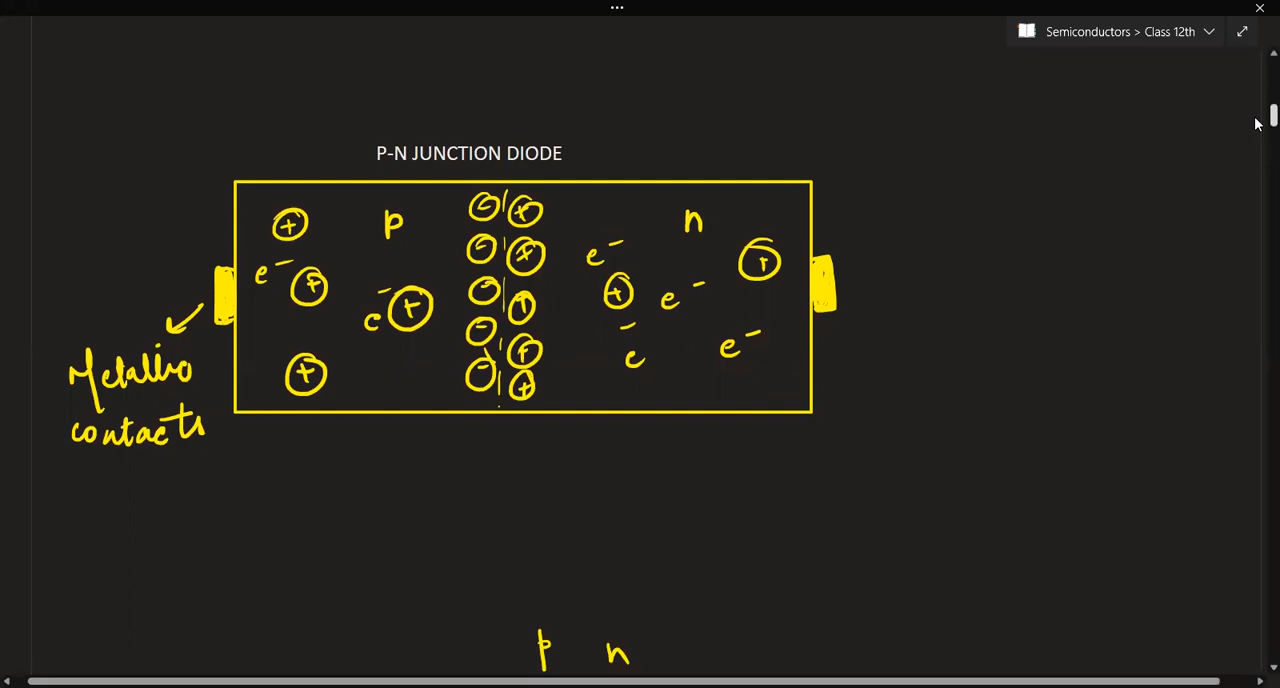 ...
Semiconductors > Class 12th
P-N JUNCTION DIODE
+ p - + n
e⁻ + - + e⁻ +
e⁻ + - + + e⁻
- + e⁻ e⁻
+ - +
Metallic
contacts
p n